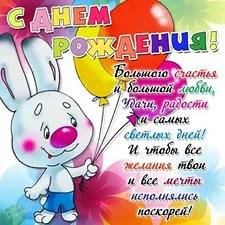 С ДНЕМ
РОЖДЕНИЯ!
Большого счастья
и большой любви,
Удачи, радости
и самых
светлых дней!
И чтобы все
желания твои
и все мечты
исполнялись
поскорей!